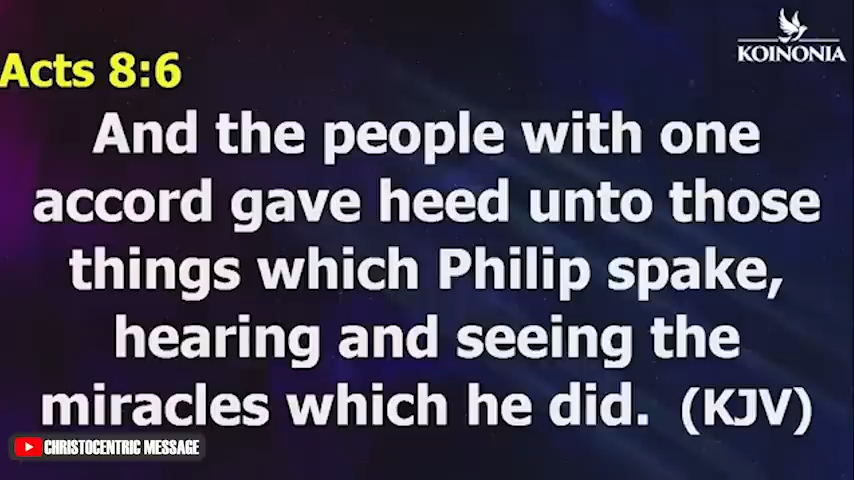 KOINONIA
Acts 8:6
And the people with one
accord gave heed unto those
things which Philip spake,
hearing and seeing the
miracles which he did. (KJV)
CHRISTOCENTRIC MESSAGE